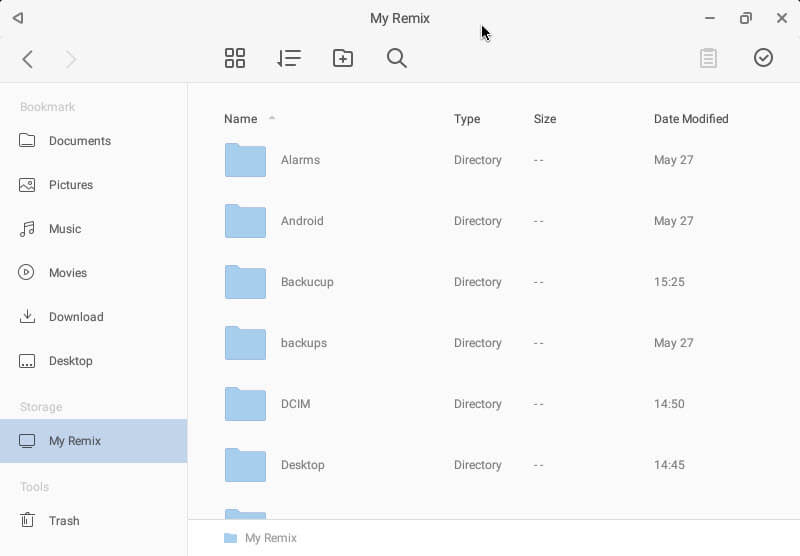 My Remix
Bookmark
Documents
Pictures
Music
Movies
Download
Desktop
Storage
My Remix
Tools
Trash
Name Type Size Date Modified
Alarms Directory -- May 27
Android Directory -- May 27
Backucup Directory -- 15:25
backups Directory -- May 27
DCIM Directory -- 14:50
Desktop Directory -- 14:45
My Remix